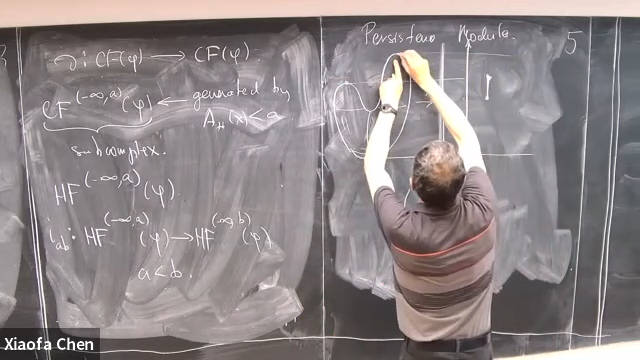 ∂: CF(φ) → CF(φ)
CF^(-∞,a)(φ) ← generated by
A_H(x) < a
subcomplex.
HF^(-∞,a)(φ)
i_ab: HF^(-∞,a)(φ) → HF^(-∞,b)(φ)
a < b.
Persistence Module.
5
Xiaofa Chen